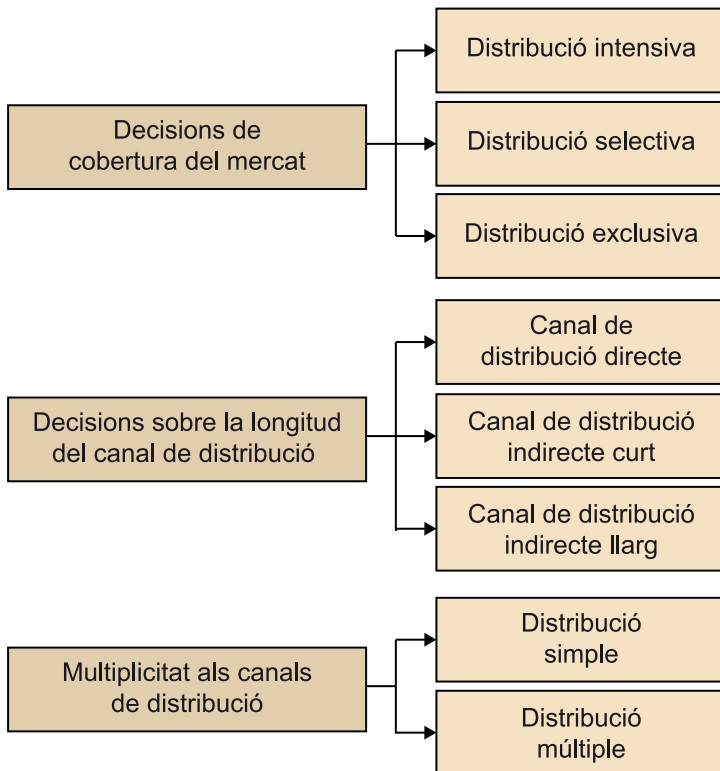 Decisions de
cobertura del mercat
Distribució intensiva
Distribució selectiva
Distribució exclusiva
Decisions sobre la longitud
del canal de distribució
Canal de
distribució directe
Canal de distribució
indirecte curt
Canal de distribució
indirecte llarg
Multiplicitat als canals
de distribució
Distribució
simple
Distribució
múltiple